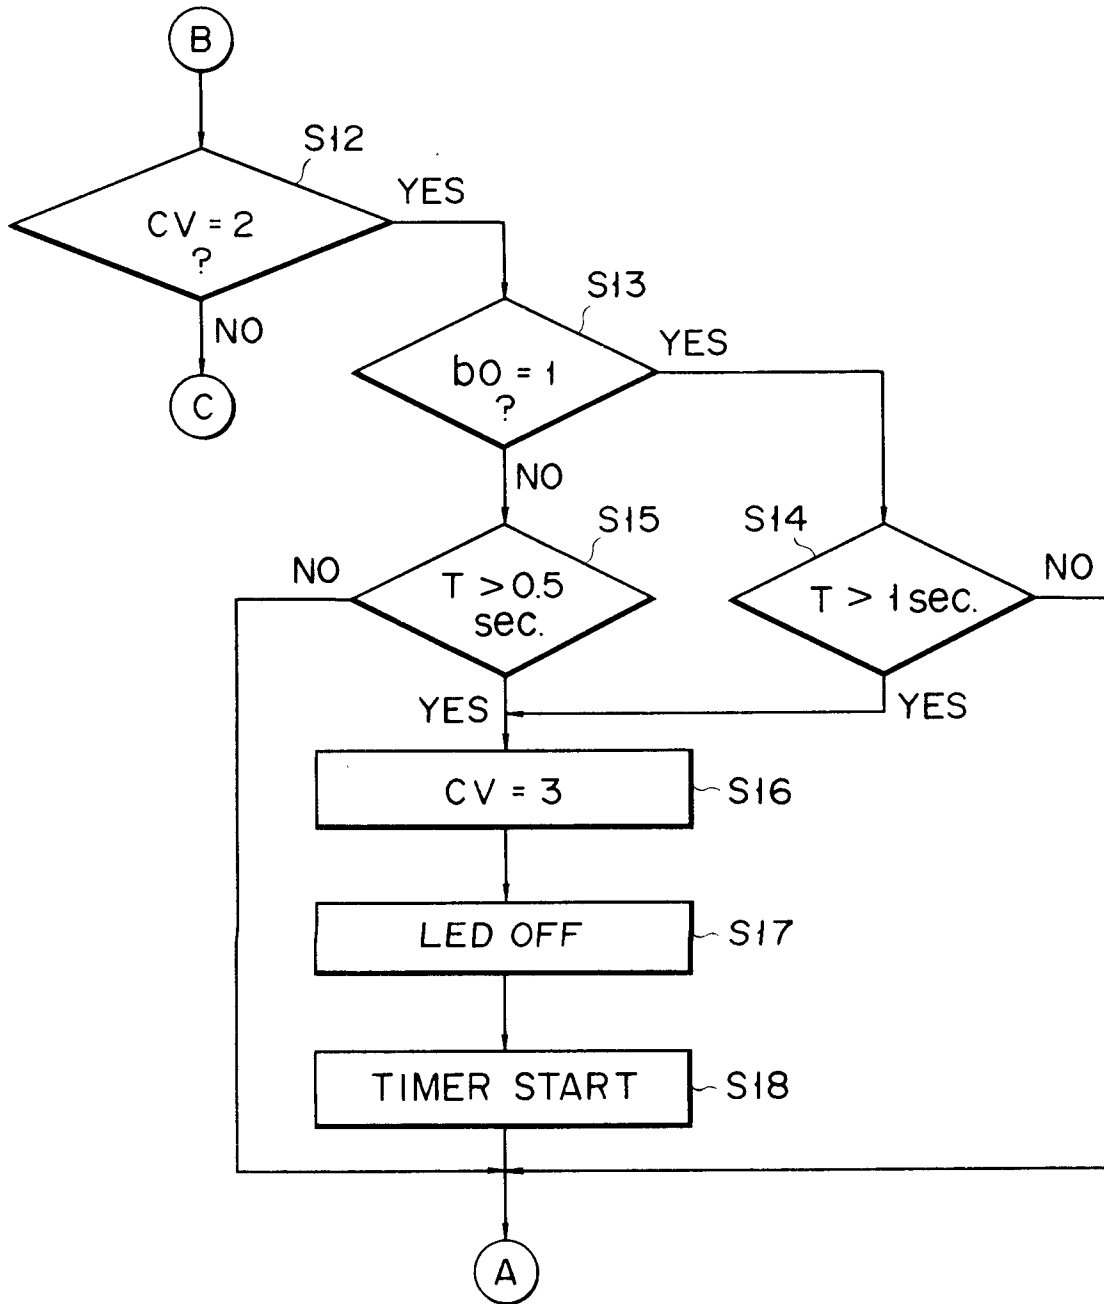 B
S12
YES
CV = 2
?
NO
C
S13
YES
b0 = 1
?
NO
S15
S14
NO
T > 0.5
sec.
T > 1 sec.
NO
YES
YES
CV = 3
S16
LED OFF
S17
TIMER START
S18
A